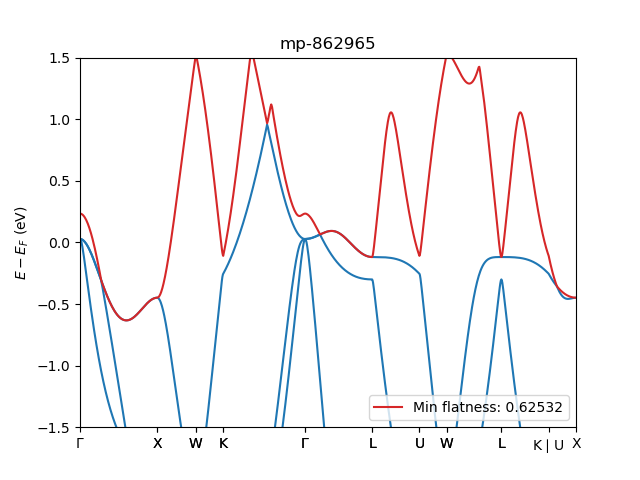 mp-862965
E − E_F (eV)
1.5
1.0
0.5
0.0
−0.5
−1.0
−1.5
Min flatness: 0.62532
Γ X W K Γ L U W L K | U X